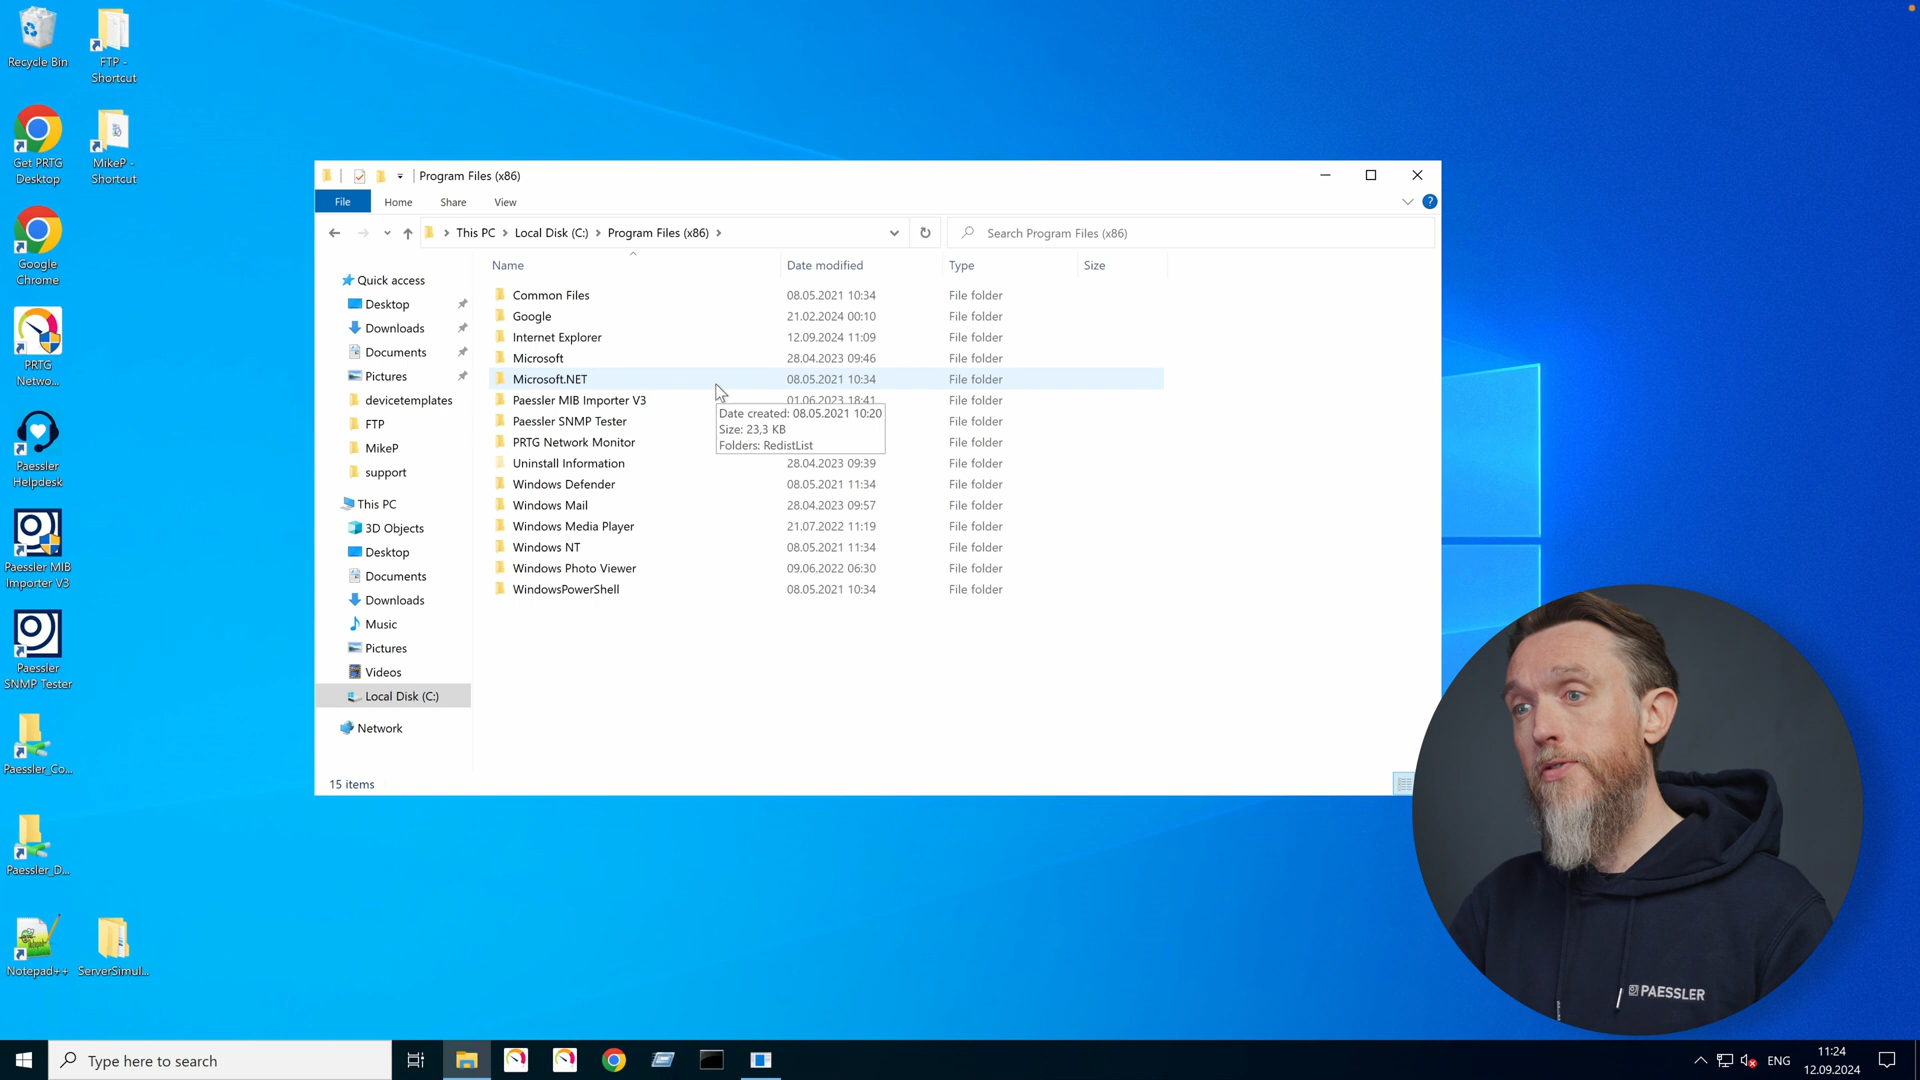 Recycle Bin
FTP -
Shortcut
Get PRTG
Desktop
MikeP -
Shortcut
Google
Chrome
PRTG
Netwo...
Paessler
Helpdesk
Paessler MIB
Importer V3
Paessler
SNMP Tester
Paessler_Co...
Paessler_D...
Notepad++
ServerSimul...
Program Files (x86)
File
Home
Share
View
?
This PC
Local Disk (C:)
Program Files (x86)
Search Program Files (x86)
Quick access
Desktop
Downloads
Documents
Pictures
devicetemplates
FTP
MikeP
support
This PC
3D Objects
Desktop
Documents
Downloads
Music
Pictures
Videos
Local Disk (C:)
Network
Name Date modified Type Size
Common Files 08.05.2021 10:34 File folder
Google 21.02.2024 00:10 File folder
Internet Explorer 12.09.2024 11:09 File folder
Microsoft 28.04.2023 09:46 File folder
Microsoft.NET 08.05.2021 10:34 File folder
Paessler MIB Importer V3 01.06.2023 18:41 File folder
Paessler SNMP Tester File folder
PRTG Network Monitor File folder
Uninstall Information 28.04.2023 09:39 File folder
Windows Defender 08.05.2021 11:34 File folder
Windows Mail 28.04.2023 09:57 File folder
Windows Media Player 21.07.2022 11:19 File folder
Windows NT 08.05.2021 11:34 File folder
Windows Photo Viewer 09.06.2022 06:30 File folder
WindowsPowerShell 08.05.2021 10:34 File folder
Date created: 08.05.2021 10:20
Size: 23,3 KB
Folders: RedistList
15 items
PAESSLER
Type here to search
ENG
11:24
12.09.2024